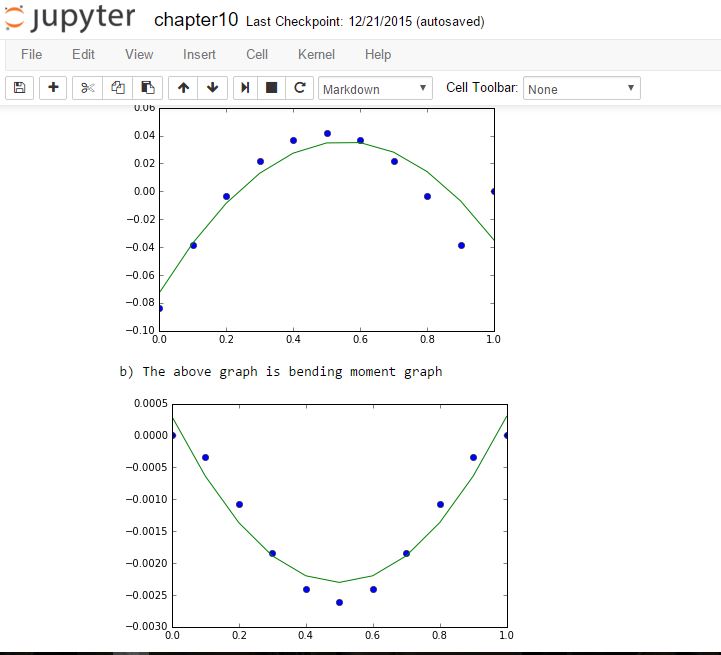 jupyter chapter10 Last Checkpoint: 12/21/2015 (autosaved)
File Edit View Insert Cell Kernel Help
Markdown Cell Toolbar: None
0.06
0.04
0.02
0.00
−0.02
−0.04
−0.06
−0.08
−0.10
0.0 0.2 0.4 0.6 0.8 1.0
b) The above graph is bending moment graph
0.0005
0.0000
−0.0005
−0.0010
−0.0015
−0.0020
−0.0025
−0.0030
0.0 0.2 0.4 0.6 0.8 1.0